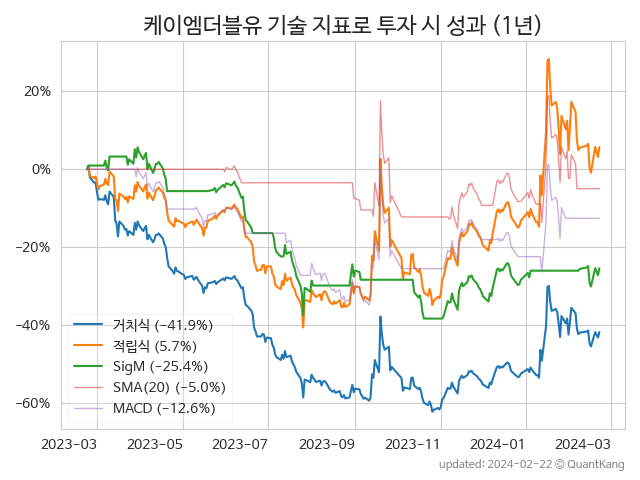 케이엠더블유 기술 지표로 투자 시 성과 (1년)
20%
0%
−20%
−40%
−60%
거치식 (−41.9%)
적립식 (5.7%)
SigM (−25.4%)
SMA(20) (−5.0%)
MACD (−12.6%)
2023-03 2023-05 2023-07 2023-09 2023-11 2024-01 2024-03
updated: 2024-02-22 © QuantKang